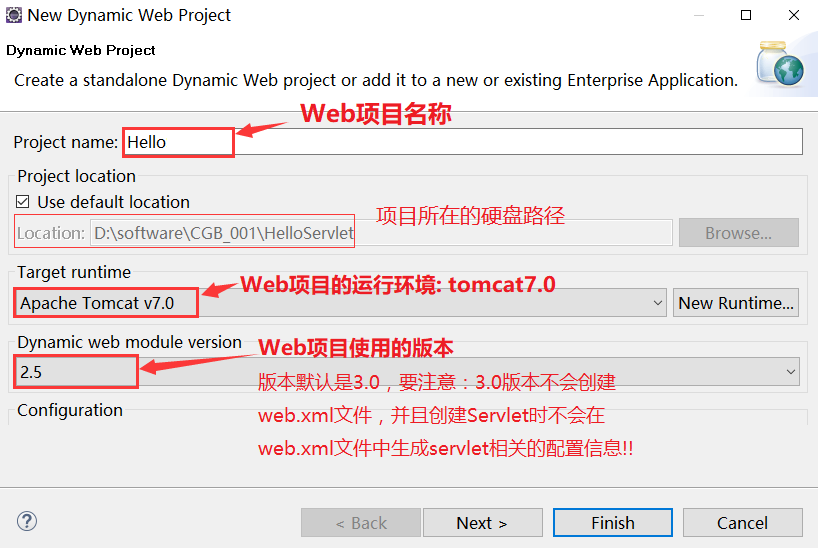 New Dynamic Web Project
Dynamic Web Project
Create a standalone Dynamic Web project or add it to a new or existing Enterprise Application.
Web项目名称
Project name: Hello
Project location
Use default location
项目所在的硬盘路径
Location: D:\software\CGB_001\HelloServlet Browse...
Target runtime
Web项目的运行环境: tomcat7.0
Apache Tomcat v7.0 New Runtime...
Dynamic web module version
Web项目使用的版本
2.5
版本默认是3.0，要注意：3.0版本不会创建
web.xml文件，并且创建Servlet时不会在
Configuration
web.xml文件中生成servlet相关的配置信息!!
? < Back Next > Finish Cancel